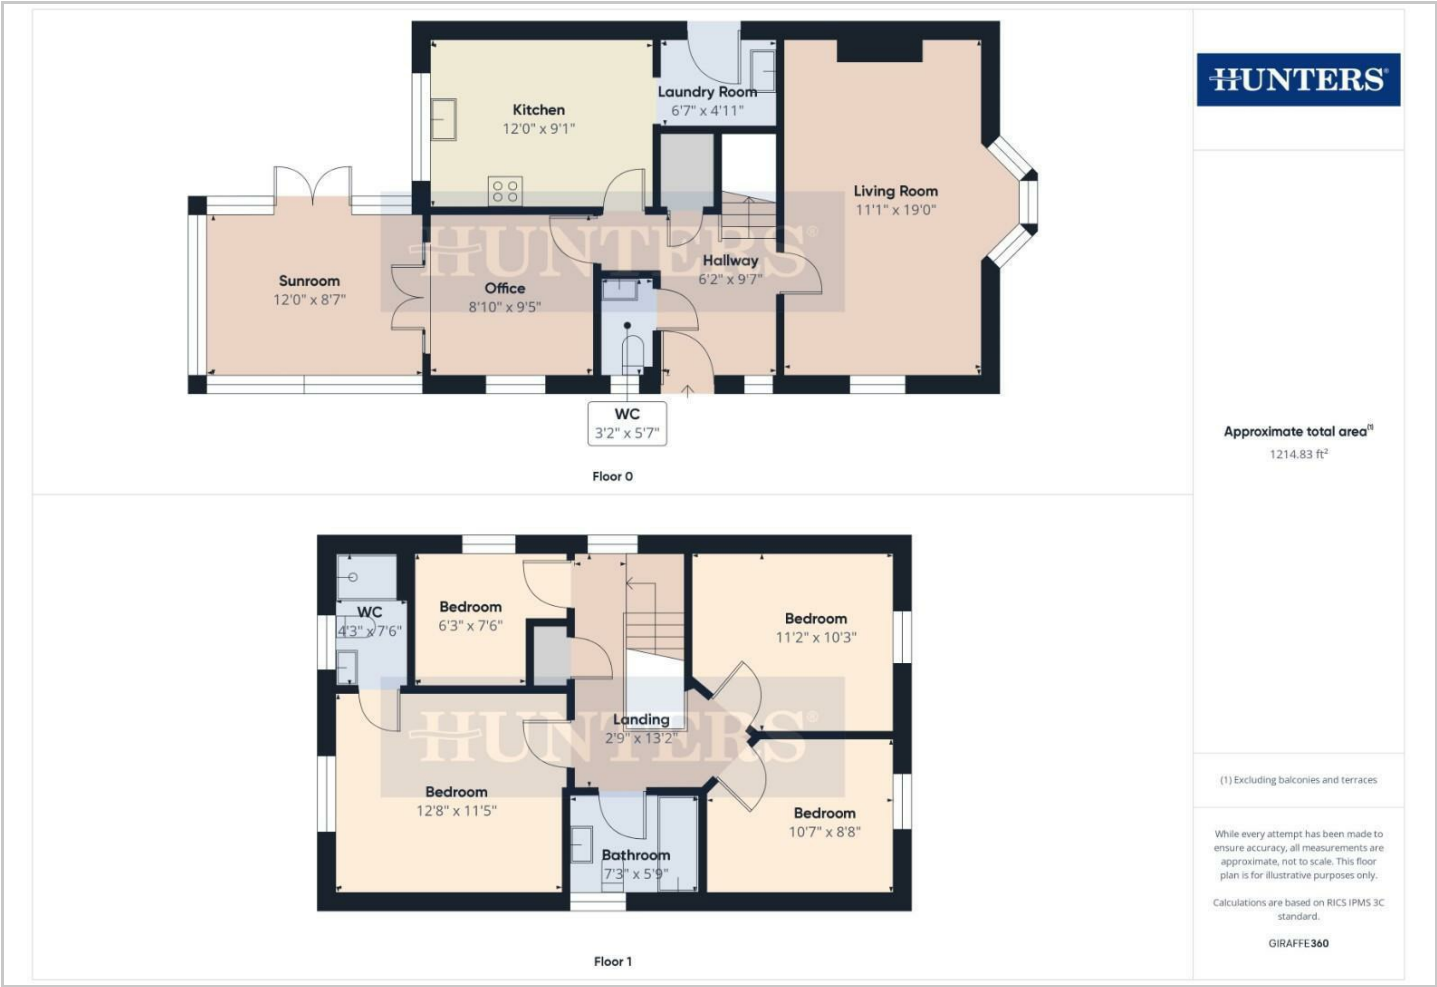 Kitchen
12'0" x 9'1"
Laundry Room
6'7" x 4'11"
Living Room
11'1" x 19'0"
Hallway
6'2" x 9'7"
Sunroom
12'0" x 8'7"
Office
8'10" x 9'5"
HUNTERS®
WC
3'2" x 5'7"
Floor 0
WC
4'3" x 7'6"
Bedroom
6'3" x 7'6"
Bedroom
11'2" x 10'3"
Landing
2'9" x 13'2"
HUNTERS®
Bedroom
12'8" x 11'5"
Bedroom
10'7" x 8'8"
Bathroom
7'3" x 5'9"
Floor 1
HUNTERS®
Approximate total area(1)
1214.83 ft²
(1) Excluding balconies and terraces
While every attempt has been made to
ensure accuracy, all measurements are
approximate, not to scale. This floor
plan is for illustrative purposes only.
Calculations are based on RICS IPMS 3C
standard.
GIRAFFE360